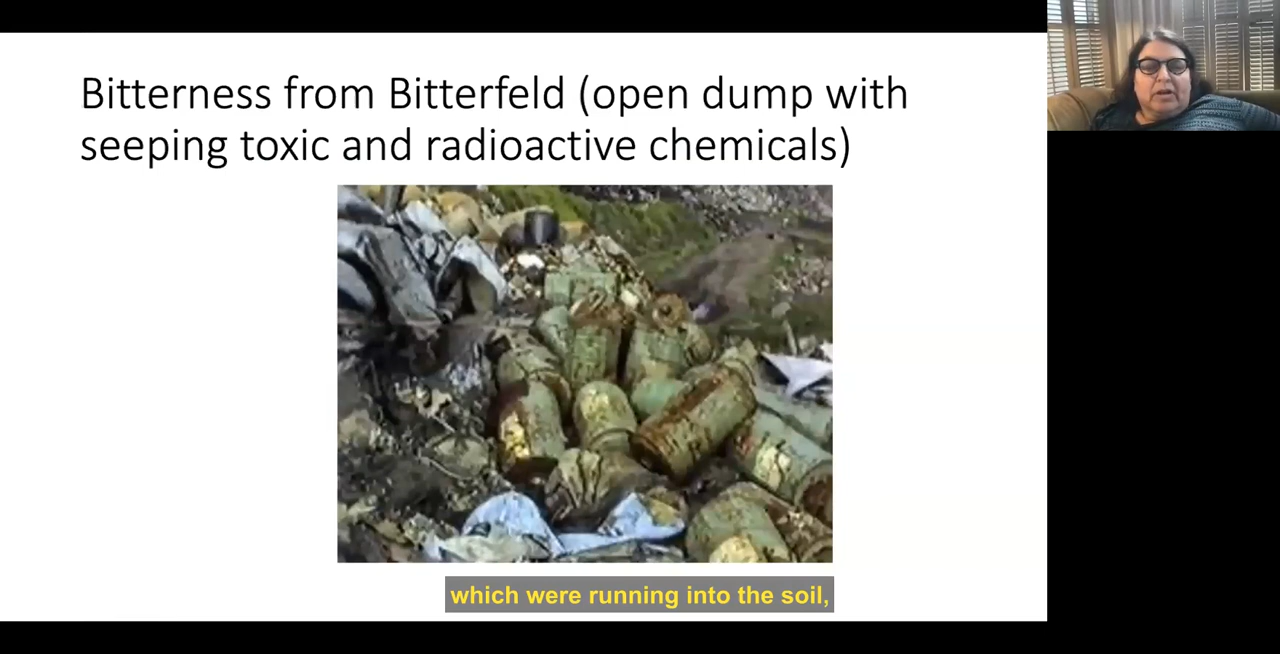 Bitterness from Bitterfeld (open dump with
seeping toxic and radioactive chemicals)
which were running into the soil,